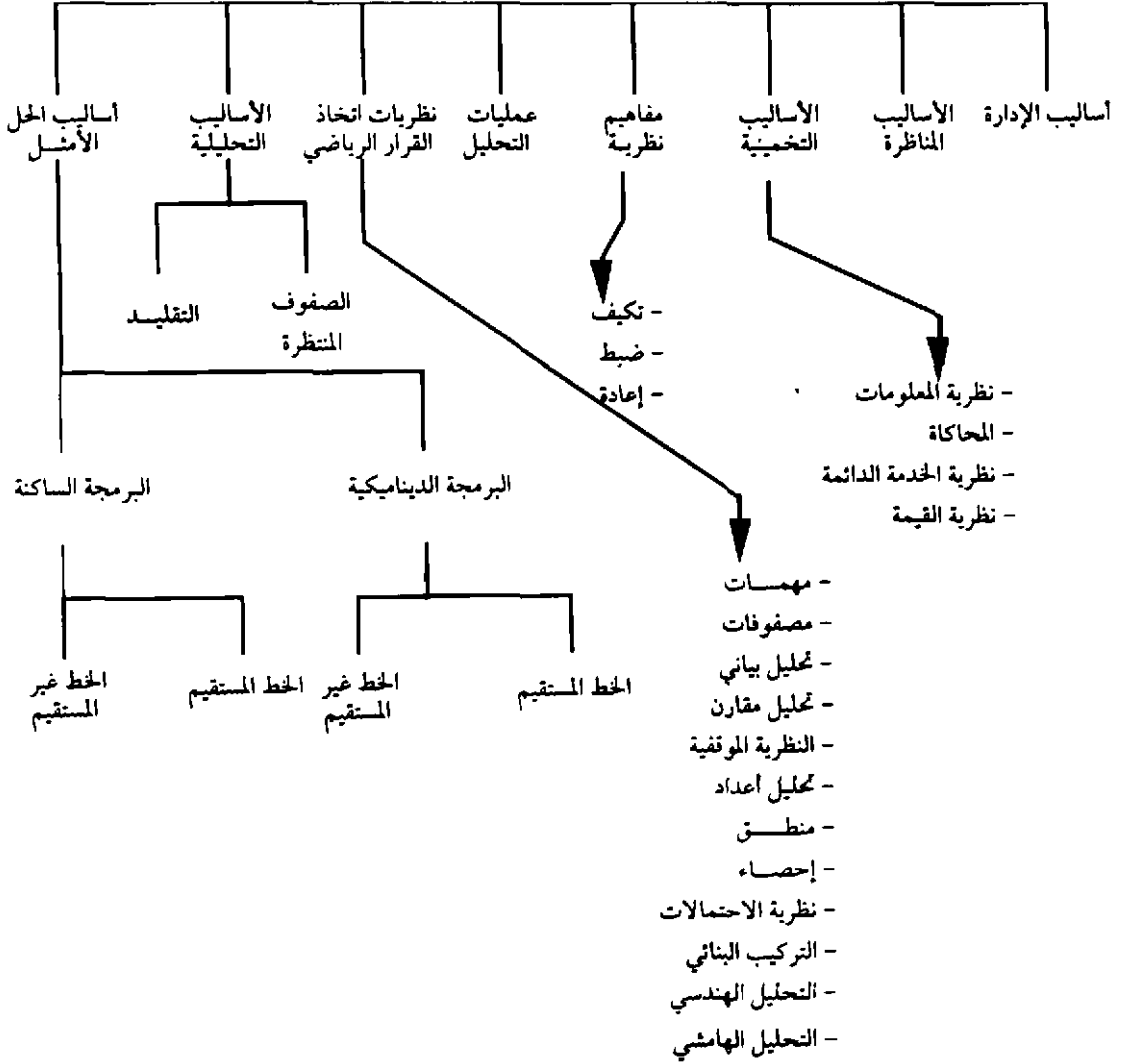 أساليب الإدارة
الأساليب
المناظرة
الأساليب
التخمينية
مفاهيم
نظرية
عمليات
التحليل
نظريات اتخاذ
القرار الرياضي
الأساليب
التحليلية
أساليب الحل
الأمثل
- نظرية المعلومات
- المحاكاة
- نظرية الخدمة الدائمة
- نظرية القيمة
- تكيف
- ضبط
- إعادة
الصفوف
المنتظرة
التقليد
البرمجة الديناميكية
البرمجة الساكنة
الخط المستقيم
الخط غير
المستقيم
الخط المستقيم
الخط غير
المستقيم
- مهمات
- مصفوفات
- تحليل بياني
- تحليل مقارن
- النظرية الموقفية
- تحليل أعداد
- منطق
- إحصاء
- نظرية الاحتمالات
- التركيب البنائي
- التحليل الهندسي
- التحليل الهامشي